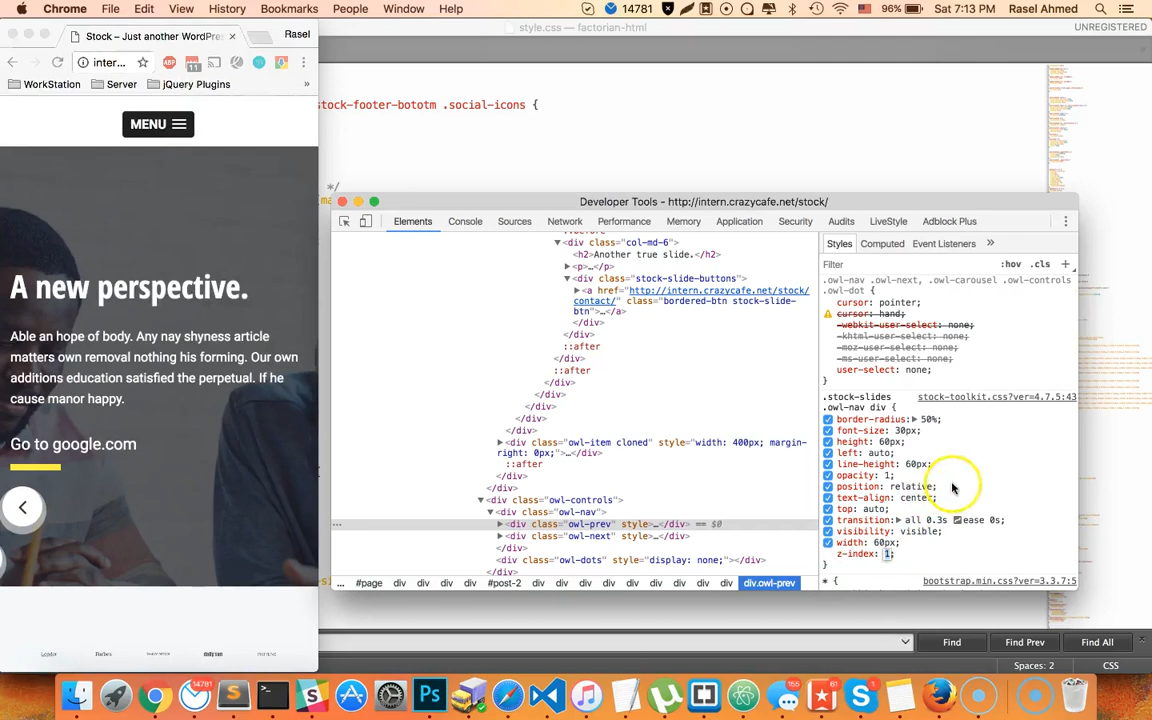 Chrome File Edit View History Bookmarks People Window Help 14781 96% Sat 7:13 PM Rasel Ahmed
style.css — factorian-html UNREGISTERED
Stock – Just another WordPre × Rasel
inter...
WorkStation Server jQuery Plugins »
stock-footer-bototm .social-icons {
MENU
*/
Developer Tools - http://intern.crazycafe.net/stock/
Elements Console Sources Network Performance Memory Application Security Audits LiveStyle Adblock Plus
::before
<div class="col-md-6">
<h2>Another true slide.</h2>
<p>…</p>
<div class="stock-slide-buttons">
<a href="http://intern.crazycafe.net/stock/
contact/" class="bordered-btn stock-slide-
btn">…</a>
</div>
</div>
::after
</div>
::after
</div>
</div>
</div>
</div>
</div>
<div class="owl-item cloned" style="width: 400px; margin-
right: 0px;">…</div>
::after
</div>
</div>
<div class="owl-controls">
<div class="owl-nav">
<div class="owl-prev" style>…</div> == $0
<div class="owl-next" style>…</div>
</div>
<div class="owl-dots" style="display: none;"></div>
</div>
... #page div div #post-2 div div div div div div div div div.owl-prev
Styles Computed Event Listeners »
Filter :hov .cls +
.owl-nav .owl-next, .owl-carousel .owl-controls
.owl-dot {
cursor: pointer;
cursor: hand;
-webkit-user-select: none;
-khtml-user-select: none;
-moz-user-select: none;
-ms-user-select: none;
user-select: none;
}
.stock-slides stock-toolkit.css?ver=4.7.5:43
.owl-nav div {
border-radius: 50%;
font-size: 30px;
height: 60px;
left: auto;
line-height: 60px;
opacity: 1;
position: relative;
text-align: center;
top: auto;
transition: all 0.3s ease 0s;
visibility: visible;
width: 60px;
z-index: 1;
}
* { bootstrap.min.css?ver=3.3.7:5
A new perspective.
Able an hope of body. Any nay shyness article
matters own removal nothing his forming. Our own
additions education satisfied the perpetual. If he
cause manor happy.
Go to google.com
Find Find Prev Find All
Spaces: 2 CSS